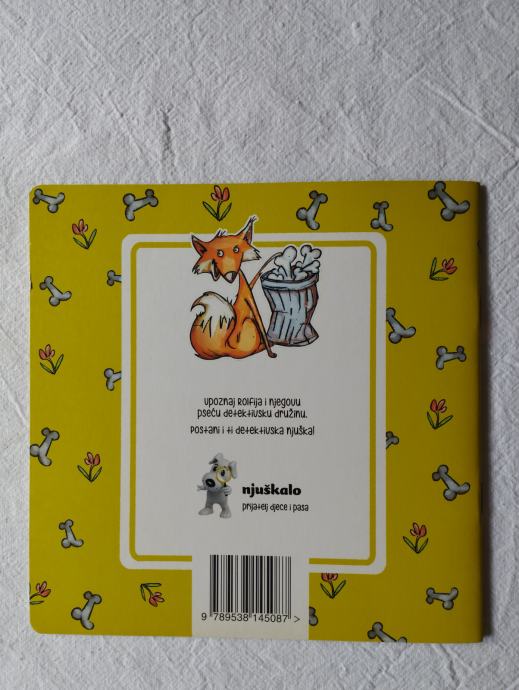 upoznaj Rolfija i njegovu
pseću detektivsku družinu.
postani i ti detektivska njuška!
njuškalo
prijatelj djece i pasa
9 789538 145087 >